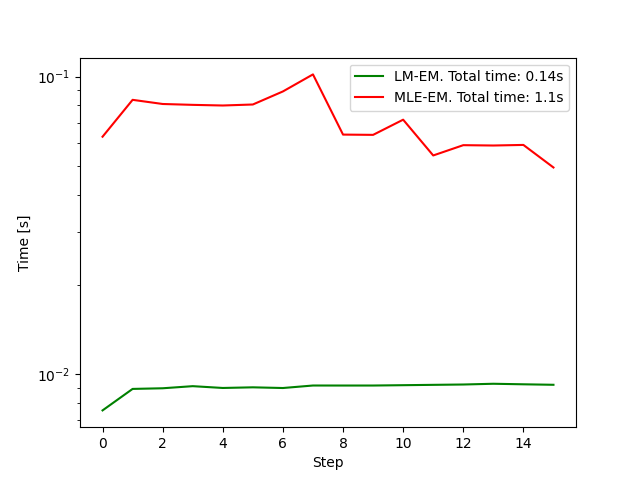 LM-EM. Total time: 0.14s
MLE-EM. Total time: 1.1s
10⁻¹
10⁻²
Time [s]
0 2 4 6 8 10 12 14
Step